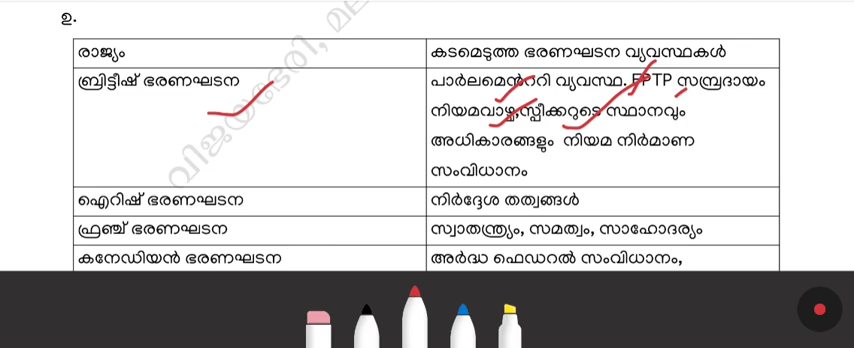 ഉ.
രാജ്യം
കടമെടുത്ത ഭരണഘടന വ്യവസ്ഥകൾ
ബ്രിട്ടീഷ് ഭരണഘടന
പാർലമെൻററി വ്യവസ്ഥ. FPTP സമ്പ്രദായം
നിയമവാഴ്ച,സ്പീക്കറുടെ സ്ഥാനവും
അധികാരങ്ങളും നിയമ നിർമാണ
സംവിധാനം
ഐറിഷ് ഭരണഘടന
നിർദ്ദേശ തത്വങ്ങൾ
ഫ്രഞ്ച് ഭരണഘടന
സ്വാതന്ത്ര്യം, സമത്വം, സാഹോദര്യം
കനേഡിയൻ ഭരണഘടന
അർദ്ധ ഫെഡറൽ സംവിധാനം,